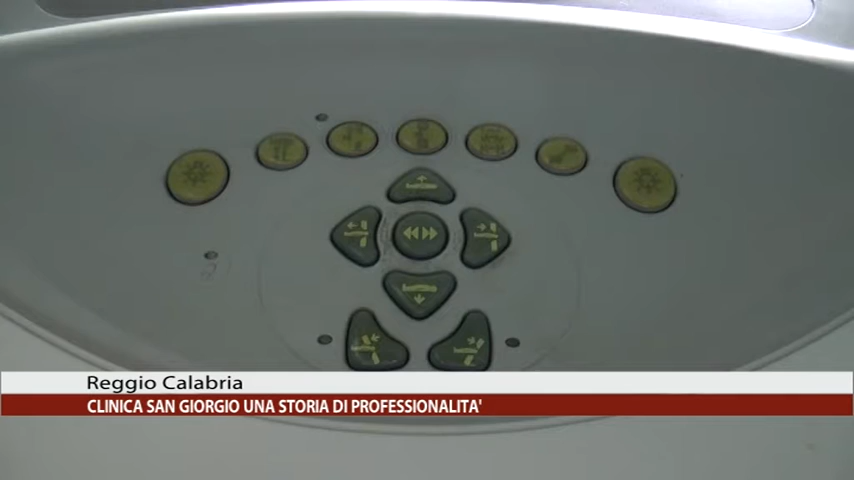 Reggio Calabria
CLINICA SAN GIORGIO UNA STORIA DI PROFESSIONALITA'